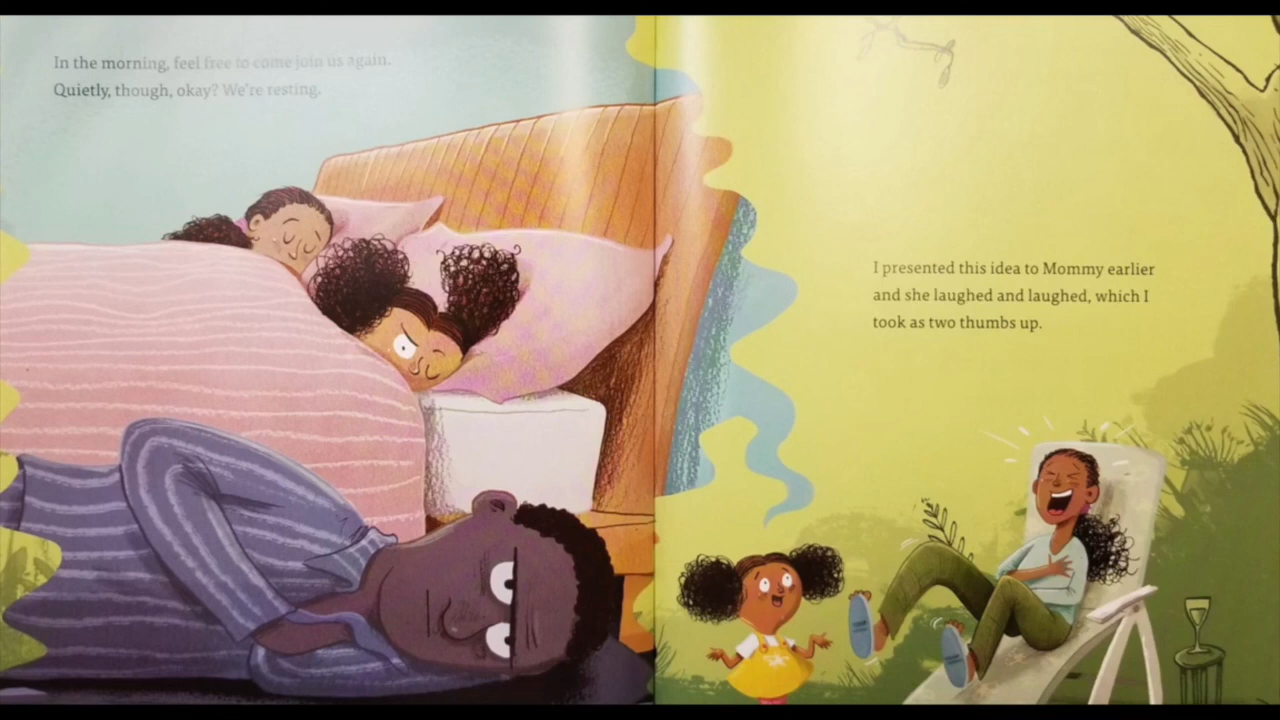 In the morning, feel free to come join us again.
Quietly, though, okay? We're resting.
I presented this idea to Mommy earlier
and she laughed and laughed, which I
took as two thumbs up.